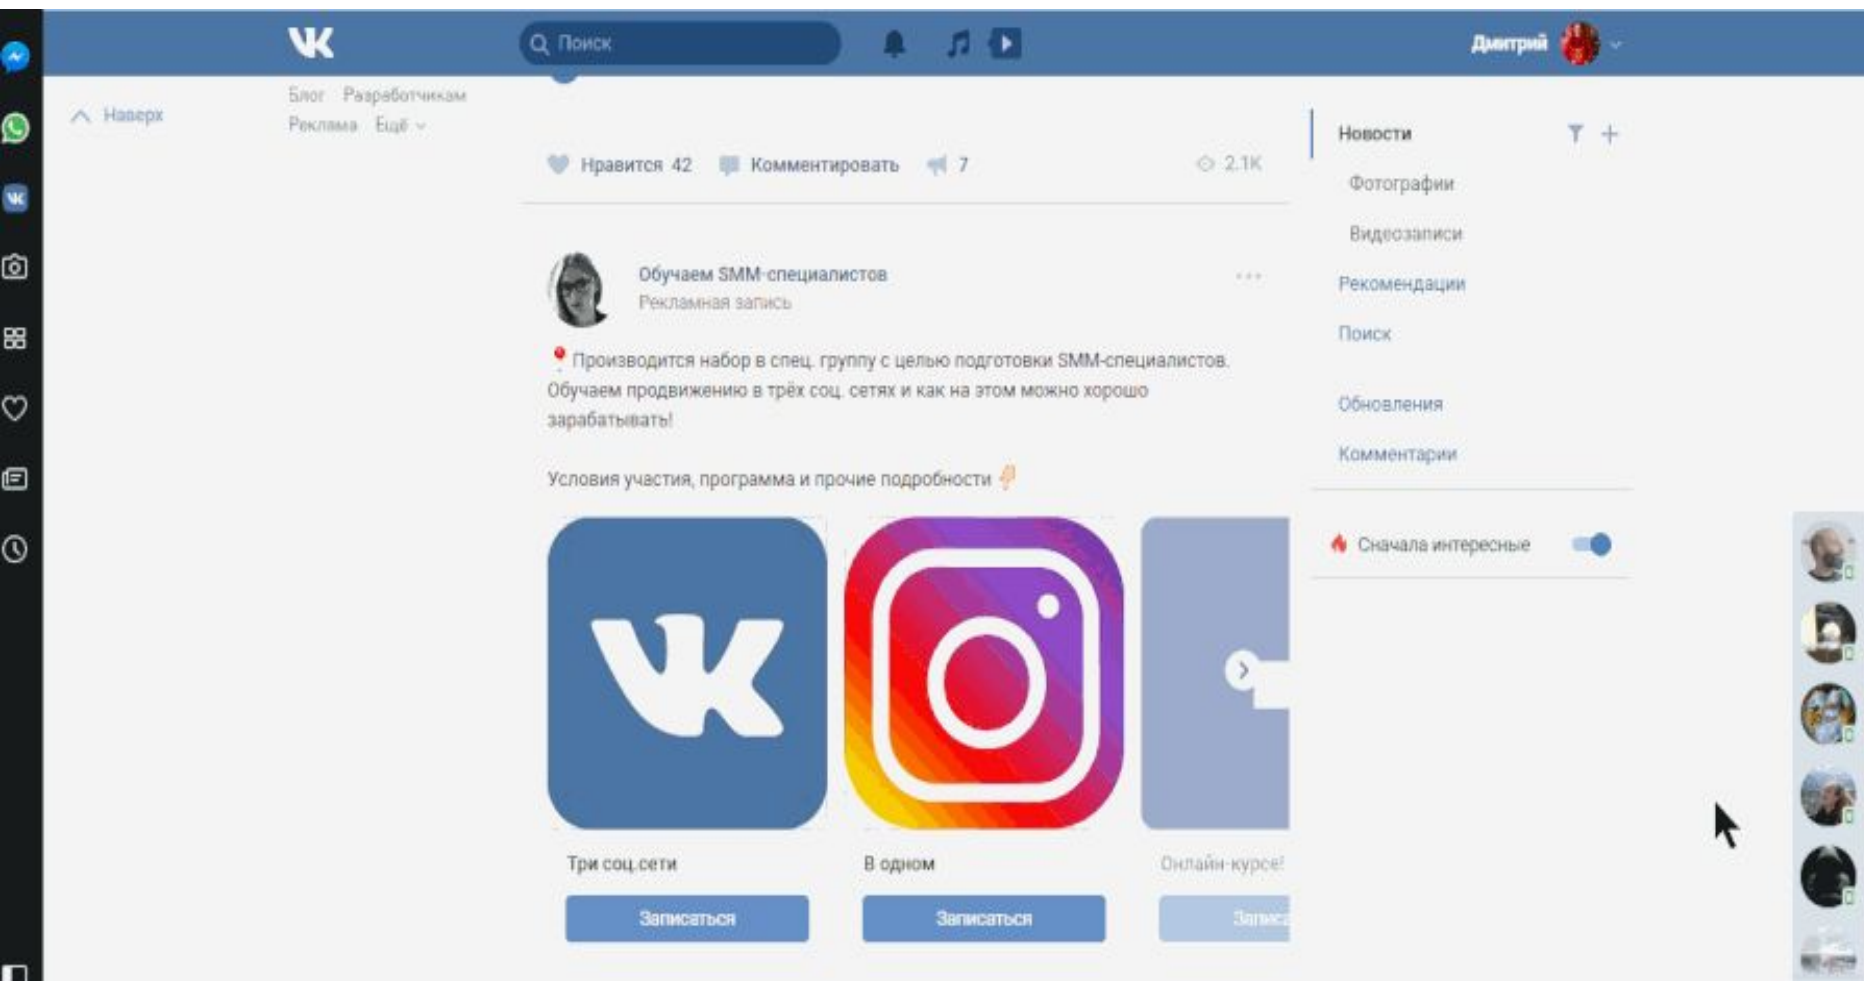 Поиск
Дмитрий
Наверх
Блог Разработчикам
Реклама Ещё
Нравится 42 Комментировать 7 2.1K
Обучаем SMM-специалистов
Рекламная запись
Производится набор в спец. группу с целью подготовки SMM-специалистов.
Обучаем продвижению в трёх соц. сетях и как на этом можно хорошо
зарабатывать!
Условия участия, программа и прочие подробности
Три соц.сети
В одном
Онлайн-курсе!
Записаться
Записаться
Новости
Фотографии
Видеозаписи
Рекомендации
Поиск
Обновления
Комментарии
Сначала интересные